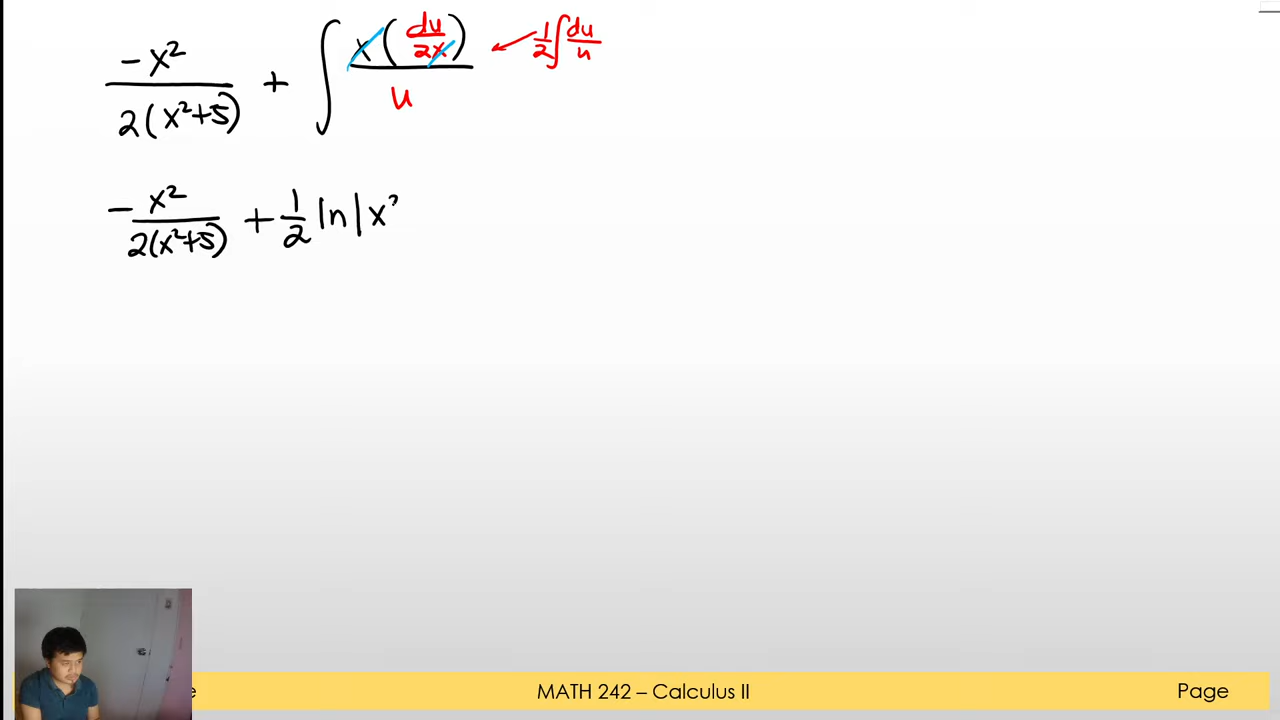 -x²/2(x²+5) + ∫ x(du/2x)/u ← 1/2 ∫ du/u
-x²/2(x²+5) + 1/2 ln|x²
MATH 242 – Calculus II
Page